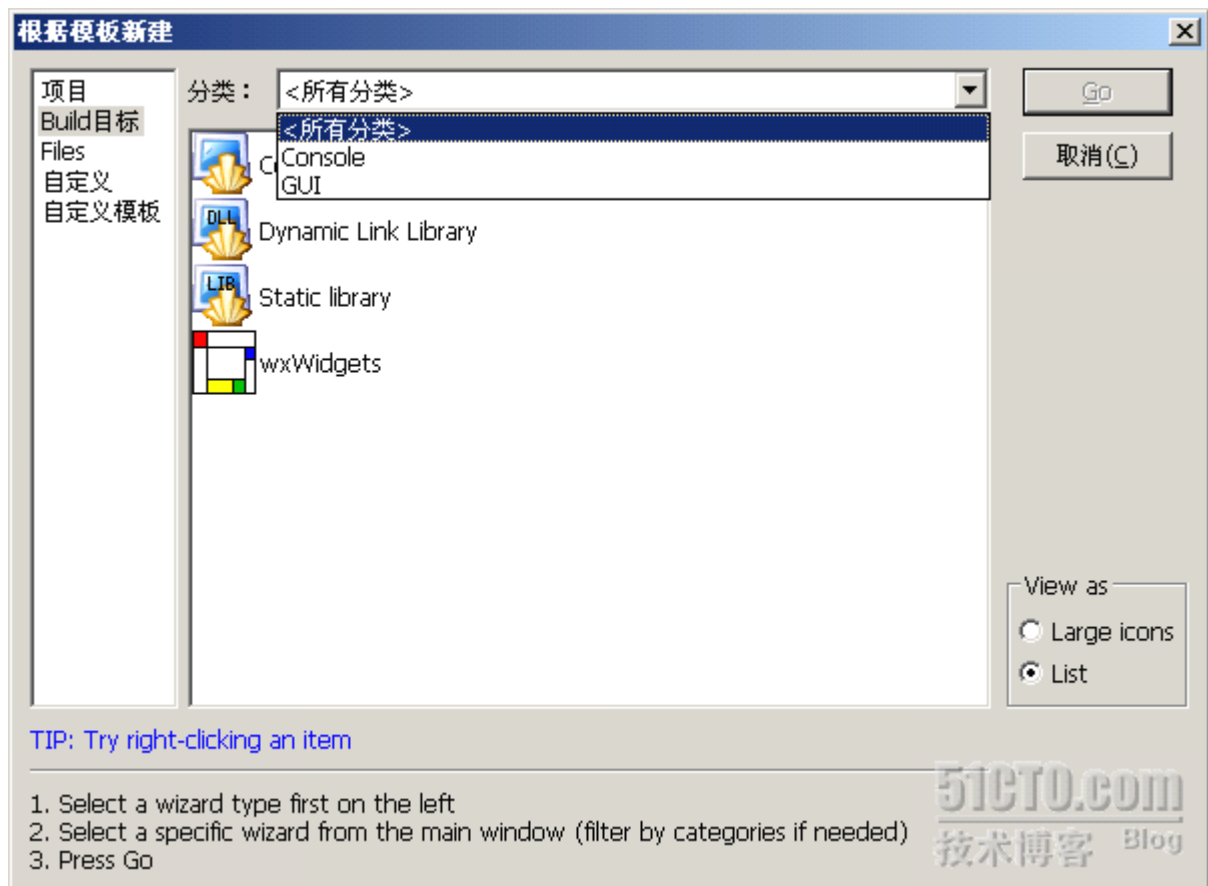 根据模板新建
项目
Build目标
Files
自定义
自定义模板
分类：
<所有分类>
<所有分类>
Console
GUI
DLL
Dynamic Link Library
LIB
Static library
wxWidgets
Go
取消(C)
View as
Large icons
List
TIP: Try right-clicking an item
1. Select a wizard type first on the left
2. Select a specific wizard from the main window (filter by categories if needed)
3. Press Go
51CTO.com
技术博客 Blog